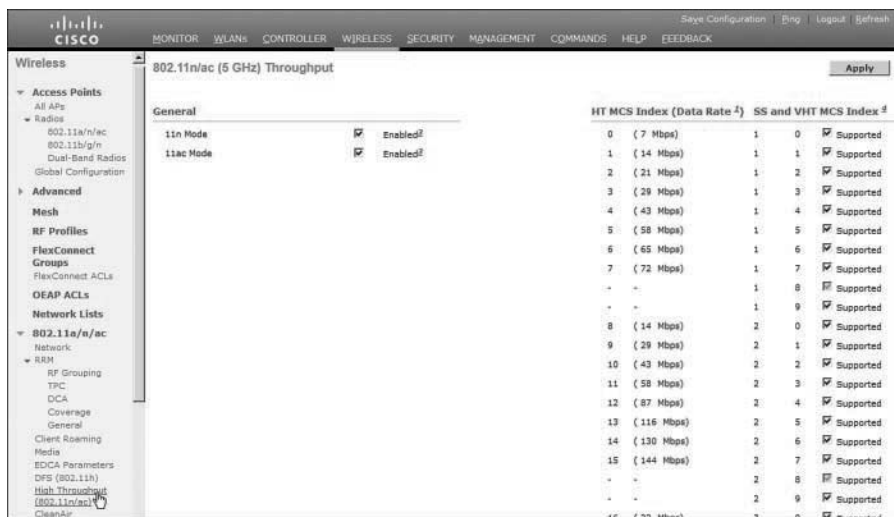 Save Configuration Ping Logout Refresh
CISCO MONITOR WLANs CONTROLLER WIRELESS SECURITY MANAGEMENT COMMANDS HELP FEEDBACK
Wireless
Access Points
All APs
Radios
802.11a/n/ac
802.11b/g/n
Dual-Band Radios
Global Configuration
Advanced
Mesh
RF Profiles
FlexConnect Groups
FlexConnect ACLs
OEAP ACLs
Network Lists
802.11a/n/ac
Network
RRM
RF Grouping
TPC
DCA
Coverage
General
Client Roaming
Media
EDCA Parameters
DFS (802.11h)
High Throughput
(802.11n/ac)
CleanAir
802.11n/ac (5 GHz) Throughput
Apply
General
11n Mode Enabled2
11ac Mode Enabled2
HT MCS Index (Data Rate 1) SS and VHT MCS Index 4
0 ( 7 Mbps) 1 0 Supported
1 ( 14 Mbps) 1 1 Supported
2 ( 21 Mbps) 1 2 Supported
3 ( 29 Mbps) 1 3 Supported
4 ( 43 Mbps) 1 4 Supported
5 ( 58 Mbps) 1 5 Supported
6 ( 65 Mbps) 1 6 Supported
7 ( 72 Mbps) 1 7 Supported
- - 1 8 Supported
- - 1 9 Supported
8 ( 14 Mbps) 2 0 Supported
9 ( 29 Mbps) 2 1 Supported
10 ( 43 Mbps) 2 2 Supported
11 ( 58 Mbps) 2 3 Supported
12 ( 87 Mbps) 2 4 Supported
13 ( 116 Mbps) 2 5 Supported
14 ( 130 Mbps) 2 6 Supported
15 ( 144 Mbps) 2 7 Supported
- - 2 8 Supported
- - 2 9 Supported